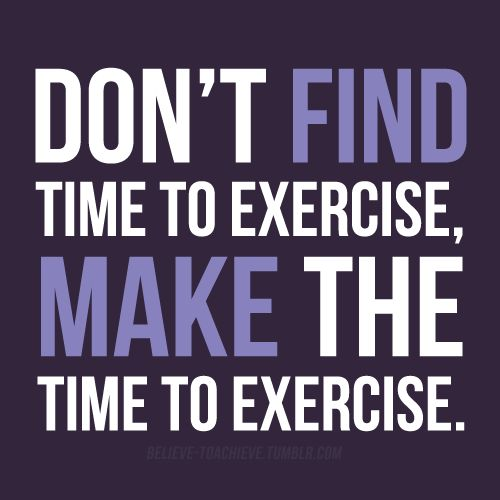 DON'T FIND
TIME TO EXERCISE,
MAKE THE
TIME TO EXERCISE.
BELIEVE-TOACHIEVE.TUMBLR.COM